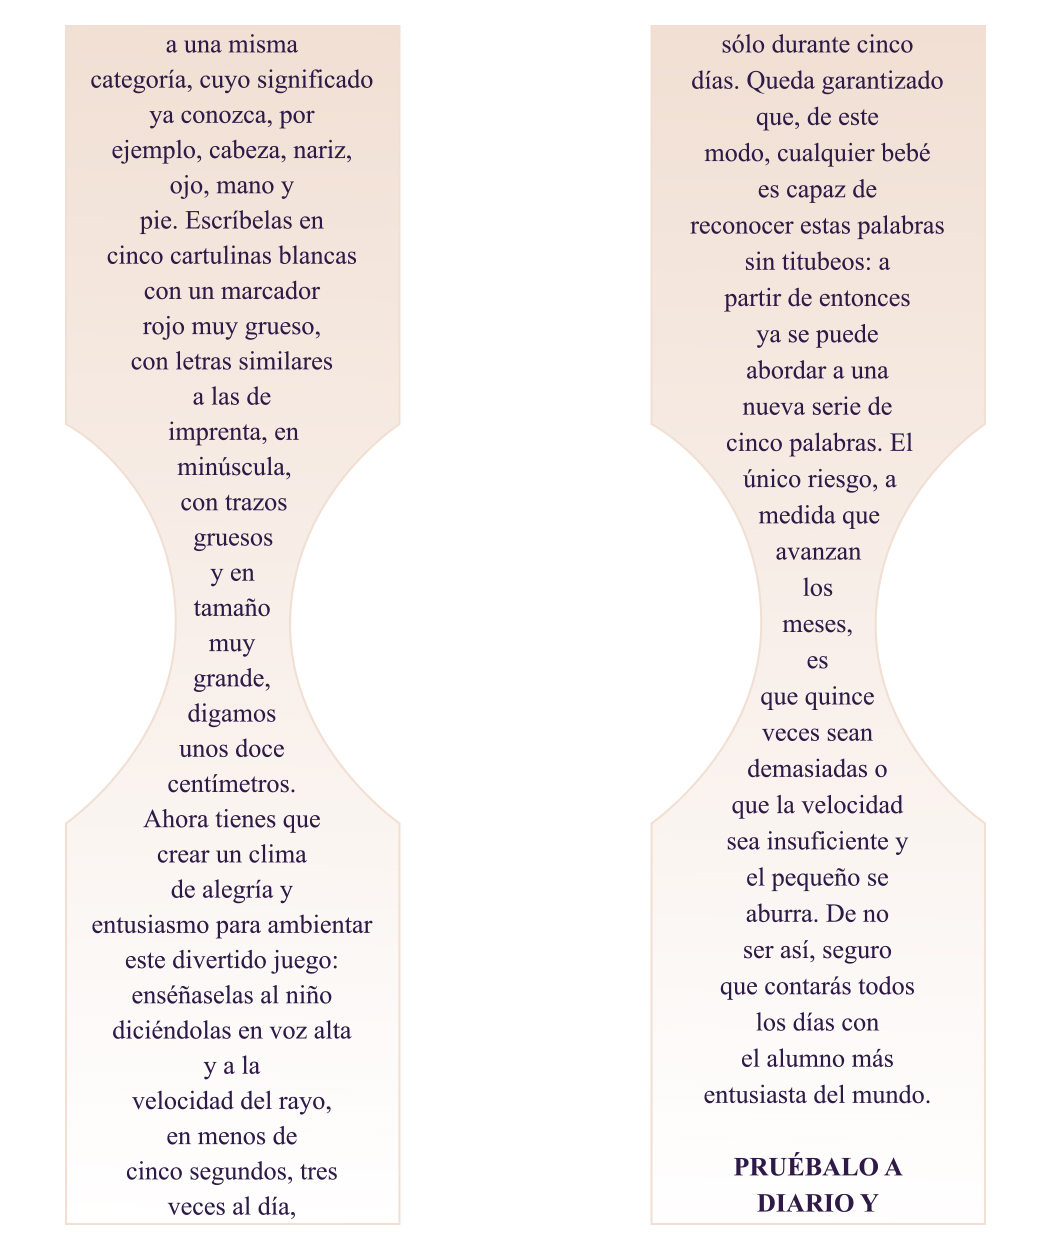 a una misma
categoría, cuyo significado
ya conozca, por
ejemplo, cabeza, nariz,
ojo, mano y
pie. Escríbelas en
cinco cartulinas blancas
con un marcador
rojo muy grueso,
con letras similares
a las de
imprenta, en
minúscula,
con trazos
gruesos
y en
tamaño
muy
grande,
digamos
unos doce
centímetros.
Ahora tienes que
crear un clima
de alegría y
entusiasmo para ambientar
este divertido juego:
enséñaselas al niño
diciéndolas en voz alta
y a la
velocidad del rayo,
en menos de
cinco segundos, tres
veces al día,
sólo durante cinco
días. Queda garantizado
que, de este
modo, cualquier bebé
es capaz de
reconocer estas palabras
sin titubeos: a
partir de entonces
ya se puede
abordar a una
nueva serie de
cinco palabras. El
único riesgo, a
medida que
avanzan
los
meses,
es
que quince
veces sean
demasiadas o
que la velocidad
sea insuficiente y
el pequeño se
aburra. De no
ser así, seguro
que contarás todos
los días con
el alumno más
entusiasta del mundo.
PRUÉBALO A
DIARIO Y